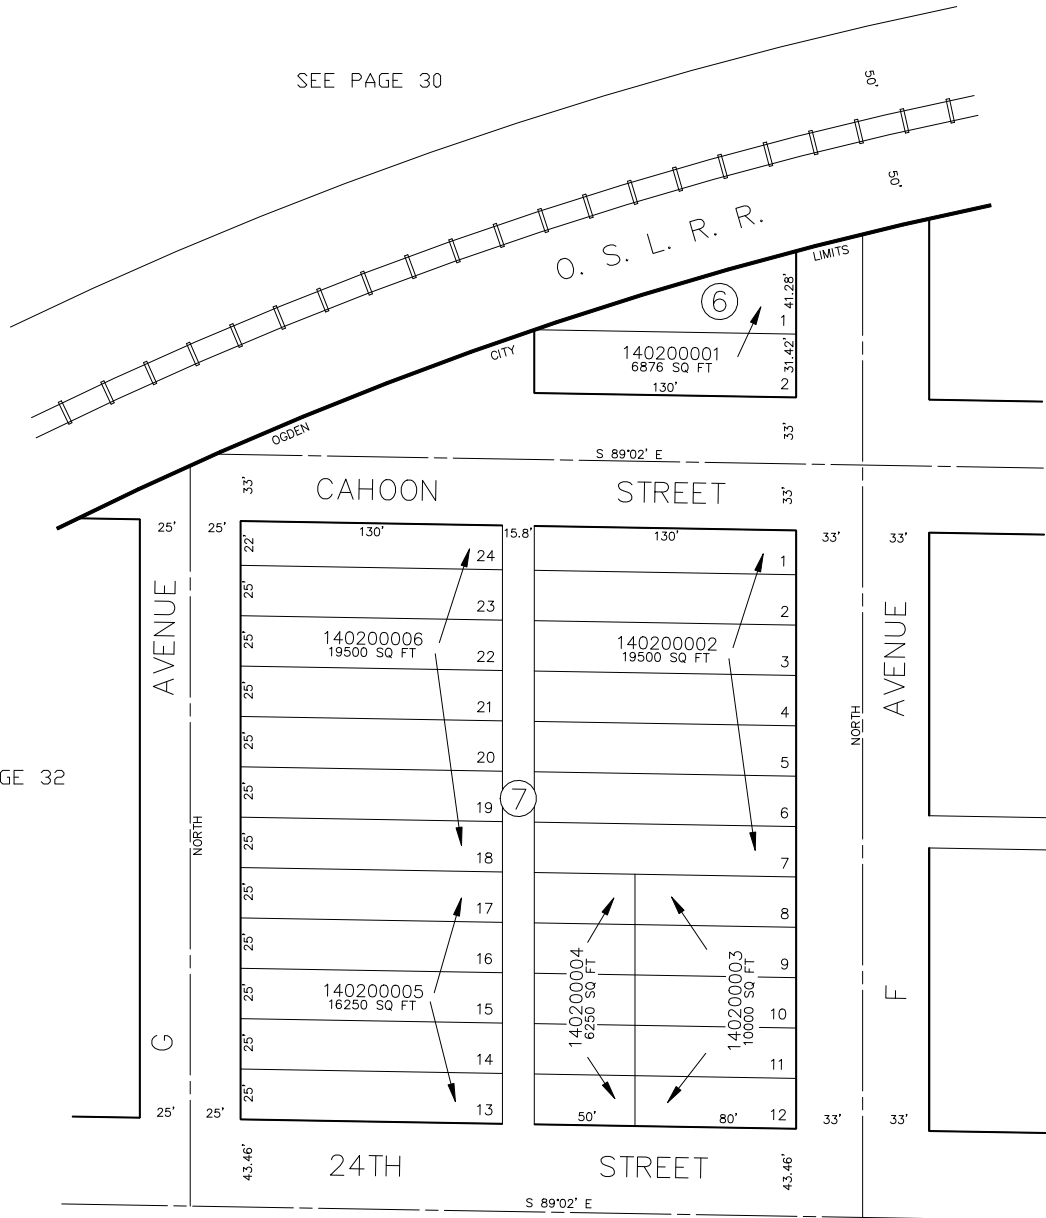 SEE PAGE 30
50'
50'
O. S. L. R. R.
LIMITS
6
41.28'
1
140200001
6876 SQ FT
31.42'
CITY
130'
2
OGDEN
33'
S 89°02' E
33'
CAHOON
STREET
33'
25'
25'
130'
15.8'
130'
33'
33'
22'
24
1
25'
23
2
AVENUE
25'
140200006
19500 SQ FT
22
140200002
19500 SQ FT
3
AVENUE
25'
21
4
NORTH
25'
20
5
GE 32
25'
19
7
6
NORTH
25'
18
7
25'
17
8
25'
16
140200004
6250 SQ FT
140200003
10000 SQ FT
9
25'
140200005
16250 SQ FT
15
10
F
G
25'
14
11
25'
13
12
25'
25'
50'
80'
33'
33'
43.46'
24TH
STREET
43.46'
S 89°02' E